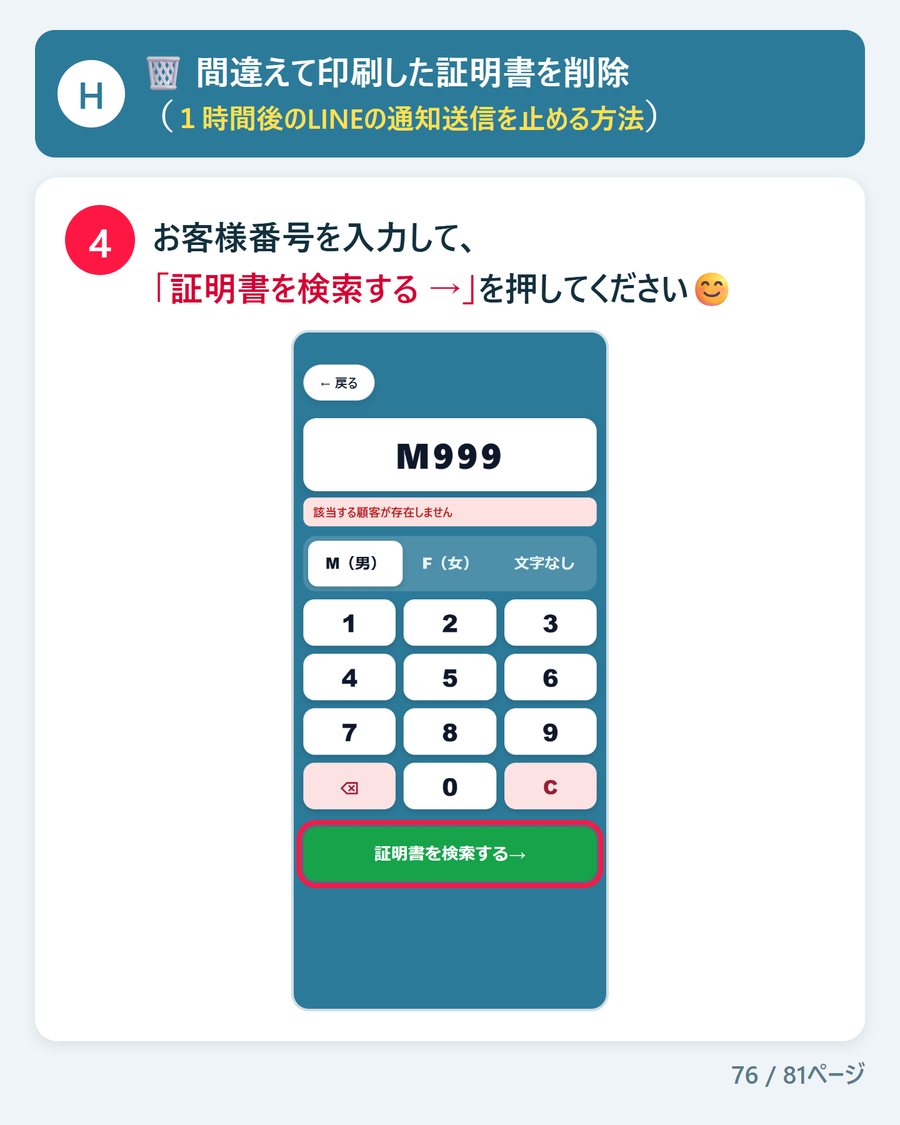 H
🗑️ 間違えて印刷した証明書を削除
（１時間後のLINEの通知送信を止める方法）
4
お客様番号を入力して、
「証明書を検索する →」を押してください😊
← 戻る
M999
該当する顧客が存在しません
M（男） F（女） 文字なし
1 2 3
4 5 6
7 8 9
⌫ 0 C
証明書を検索する→
76 / 81ページ